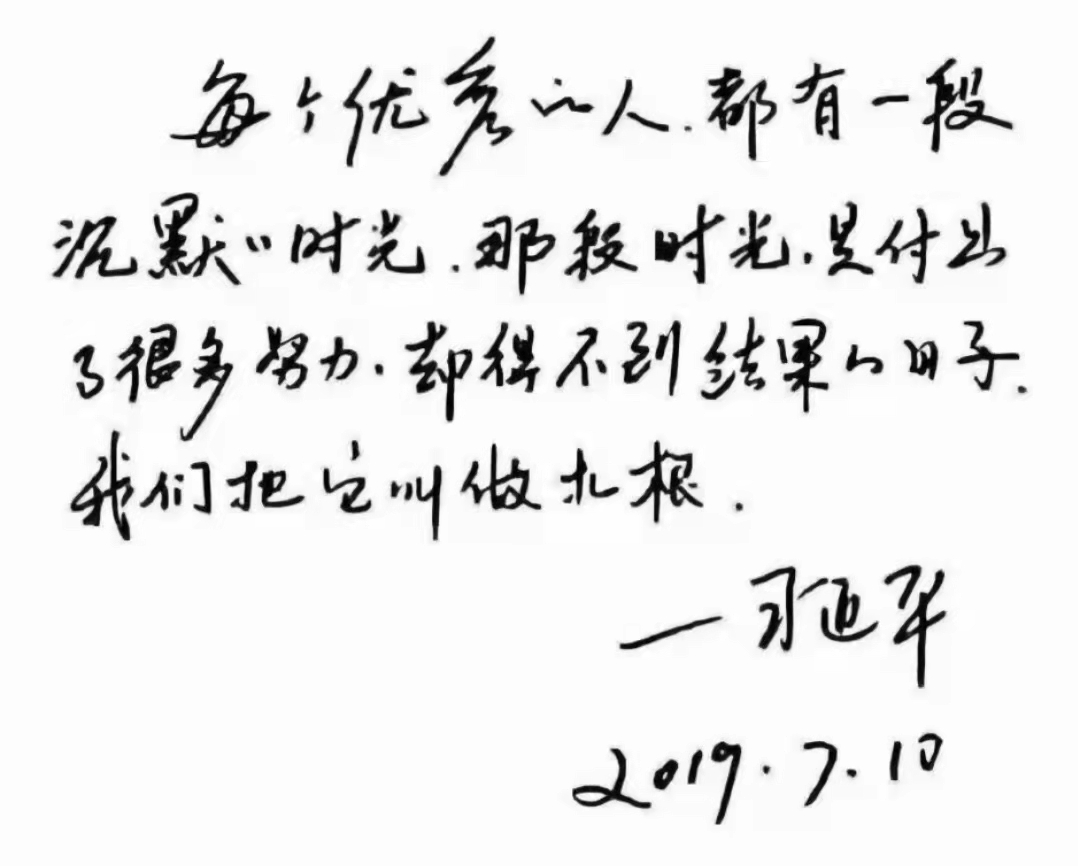 每个优秀的人.都有一段
沉默的时光.那段时光.是付出
了很多努力.却得不到结果的日子.
我们把它叫做扎根.
—习近平
2019.7.10